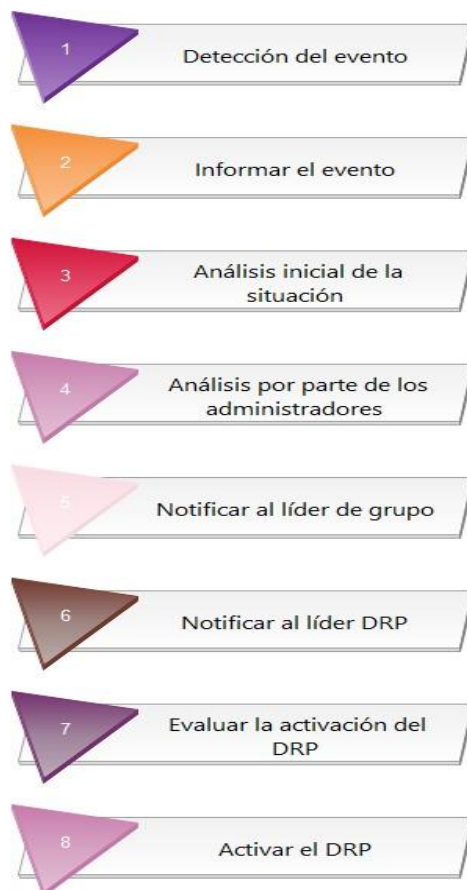 1
Detección del evento
2
Informar el evento
3
Análisis inicial de la
situación
4
Análisis por parte de los
administradores
5
Notificar al líder de grupo
6
Notificar al líder DRP
7
Evaluar la activación del
DRP
8
Activar el DRP